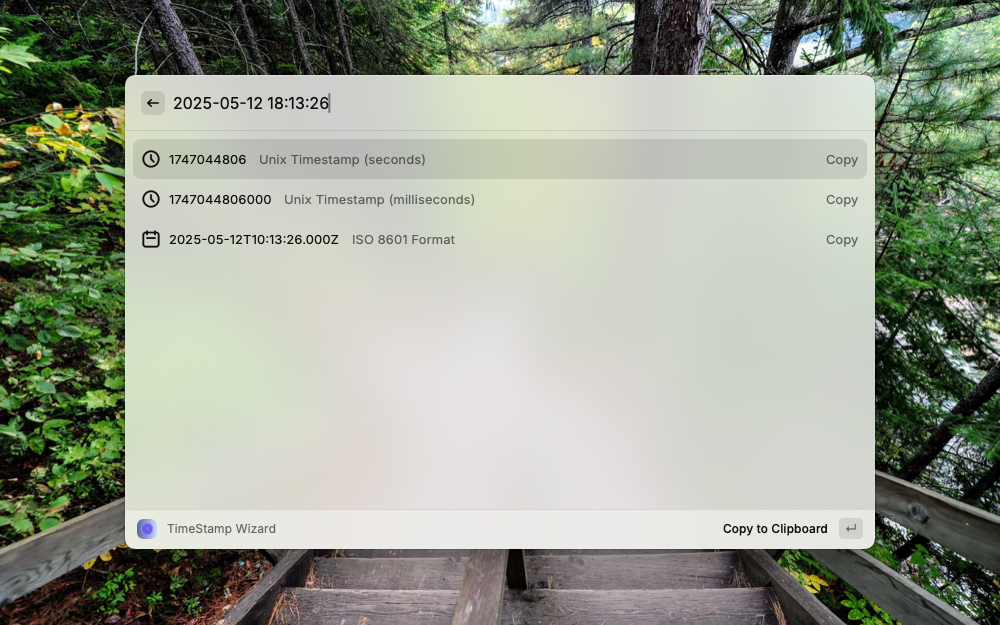 2025-05-12 18:13:26
1747044806 Unix Timestamp (seconds) Copy
1747044806000 Unix Timestamp (milliseconds) Copy
2025-05-12T10:13:26.000Z ISO 8601 Format Copy
TimeStamp Wizard Copy to Clipboard